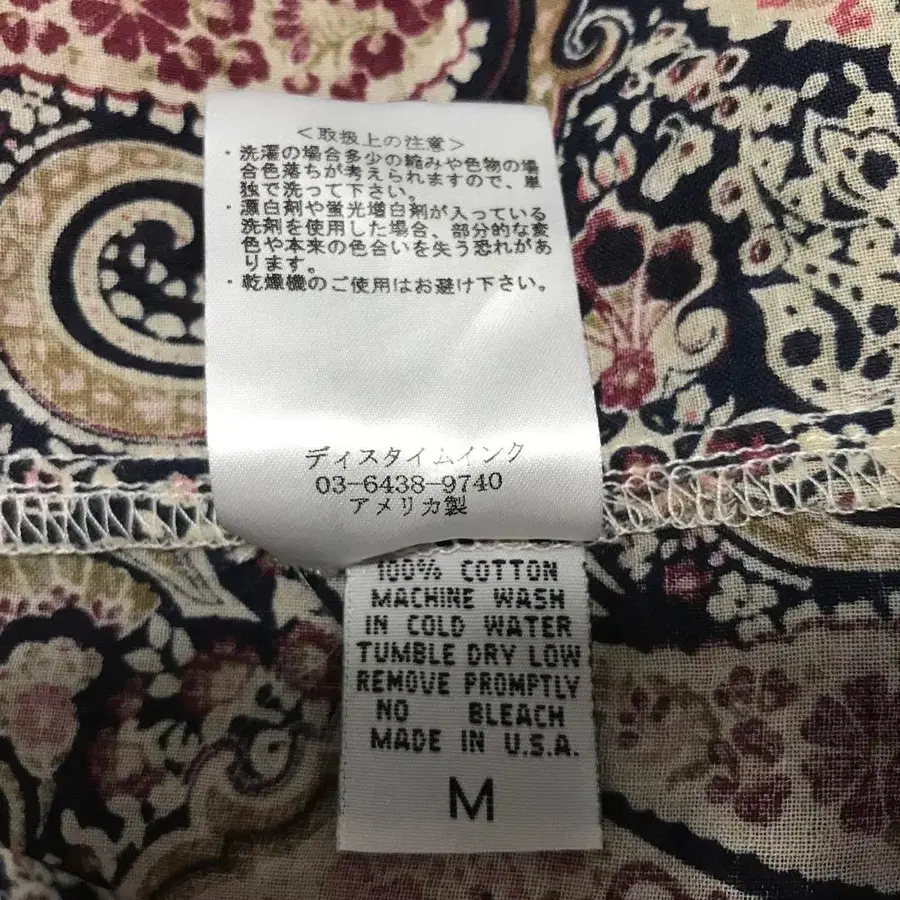 ＜取扱上の注意＞
・洗濯の場合多少の縮みや色物の場
合色落ちが考えられますので、単
独で洗って下さい。
・漂白剤や蛍光増白剤が入っている
洗剤を使用した場合、部分的な変
色や本来の色合いを失う恐れがあ
ります。
・乾燥機のご使用はお避け下さい。
ディスタイムインク
03-6438-9740
アメリカ製
100% COTTON
MACHINE WASH
IN COLD WATER
TUMBLE DRY LOW
REMOVE PROMPTLY
NO BLEACH
MADE IN U.S.A.
M